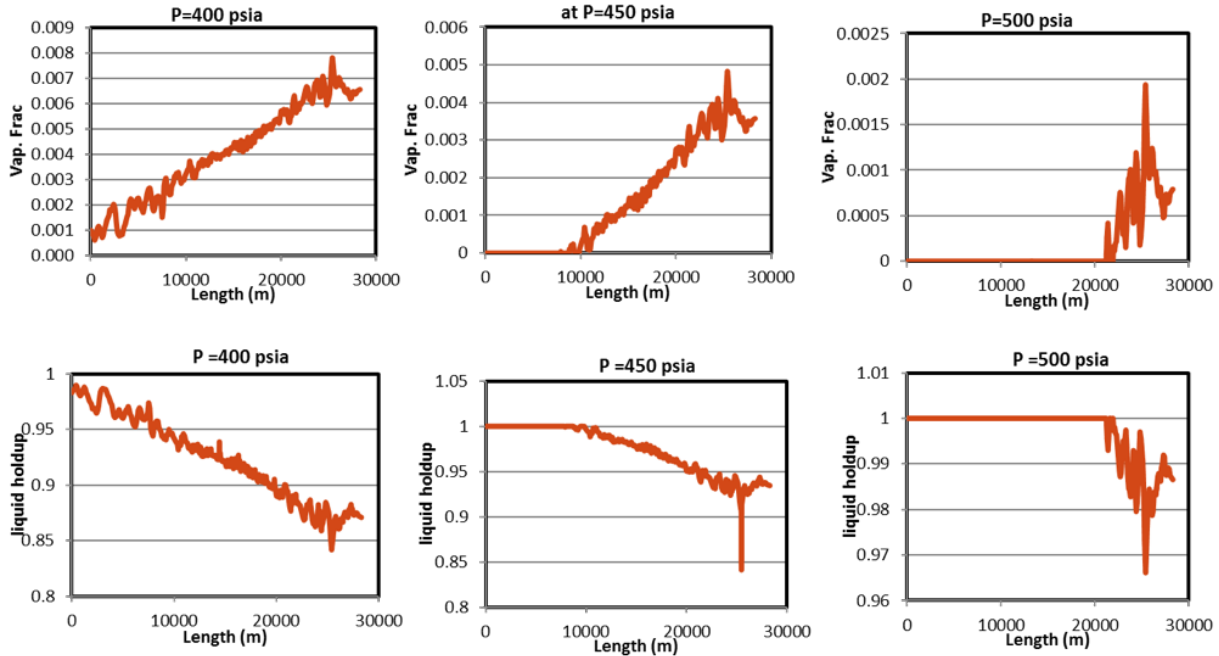 P=400 psia
0.009
0.008
0.007
0.006
0.005
0.004
0.003
0.002
0.001
0.000
Vap. Frac
0 10000 20000 30000
Length (m)
at P=450 psia
0.006
0.005
0.004
0.003
0.002
0.001
0
Vap. Frac
0 10000 20000 30000
Length (m)
P=500 psia
0.0025
0.002
0.0015
0.001
0.0005
0
Vap. Frac
0 10000 20000 30000
Length (m)
P =400 psia
1
0.95
0.9
0.85
0.8
liquid holdup
0 10000 20000 30000
Length (m)
P =450 psia
1.05
1
0.95
0.9
0.85
0.8
liquid holdup
0 10000 20000 30000
Length (m)
P =500 psia
1.01
1
0.99
0.98
0.97
0.96
liquid holdup
0 10000 20000 30000
Length (m)